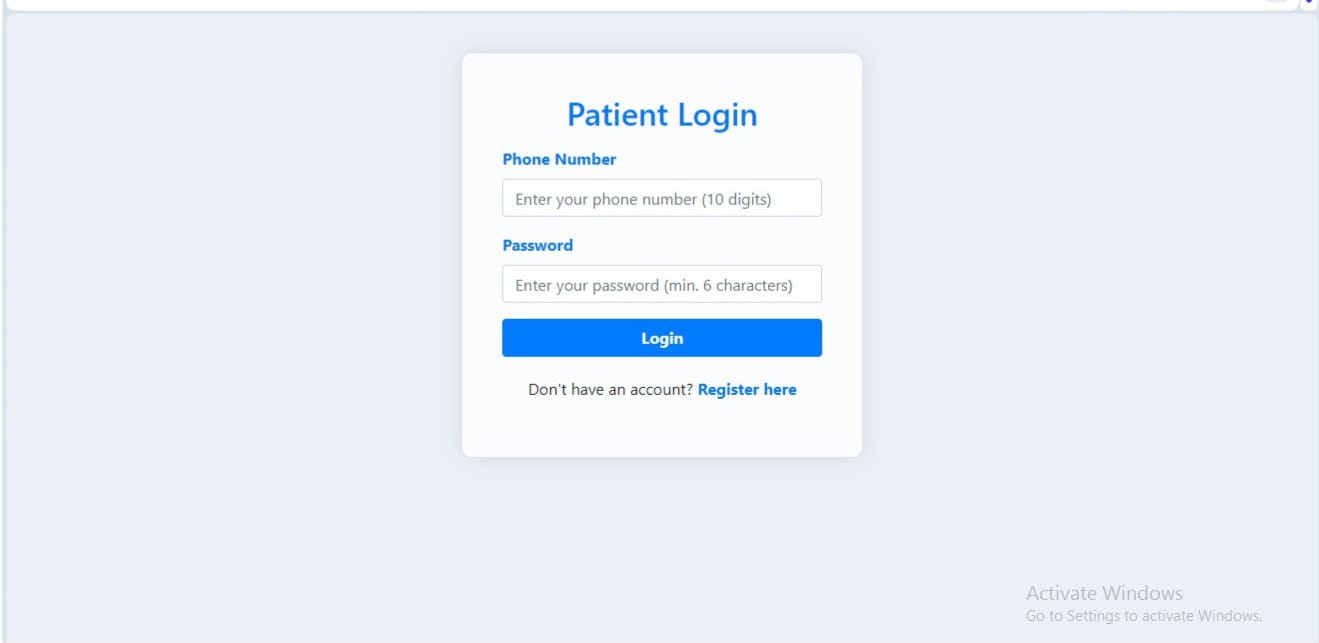 Patient Login
Phone Number
Enter your phone number (10 digits)
Password
Enter your password (min. 6 characters)
Login
Don't have an account? Register here
Activate Windows
Go to Settings to activate Windows.